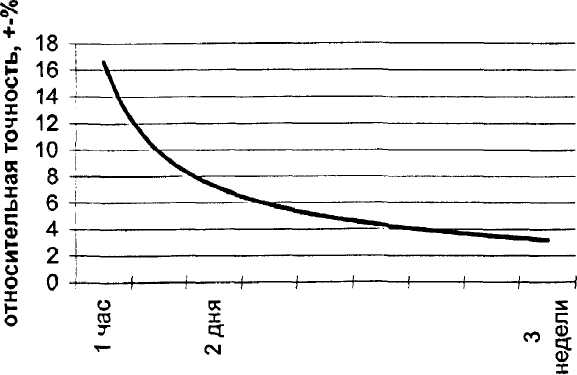 относительная точность, +-%
18
16
14
12
10
8
6
4
2
0
1 час
2 дня
3
недели